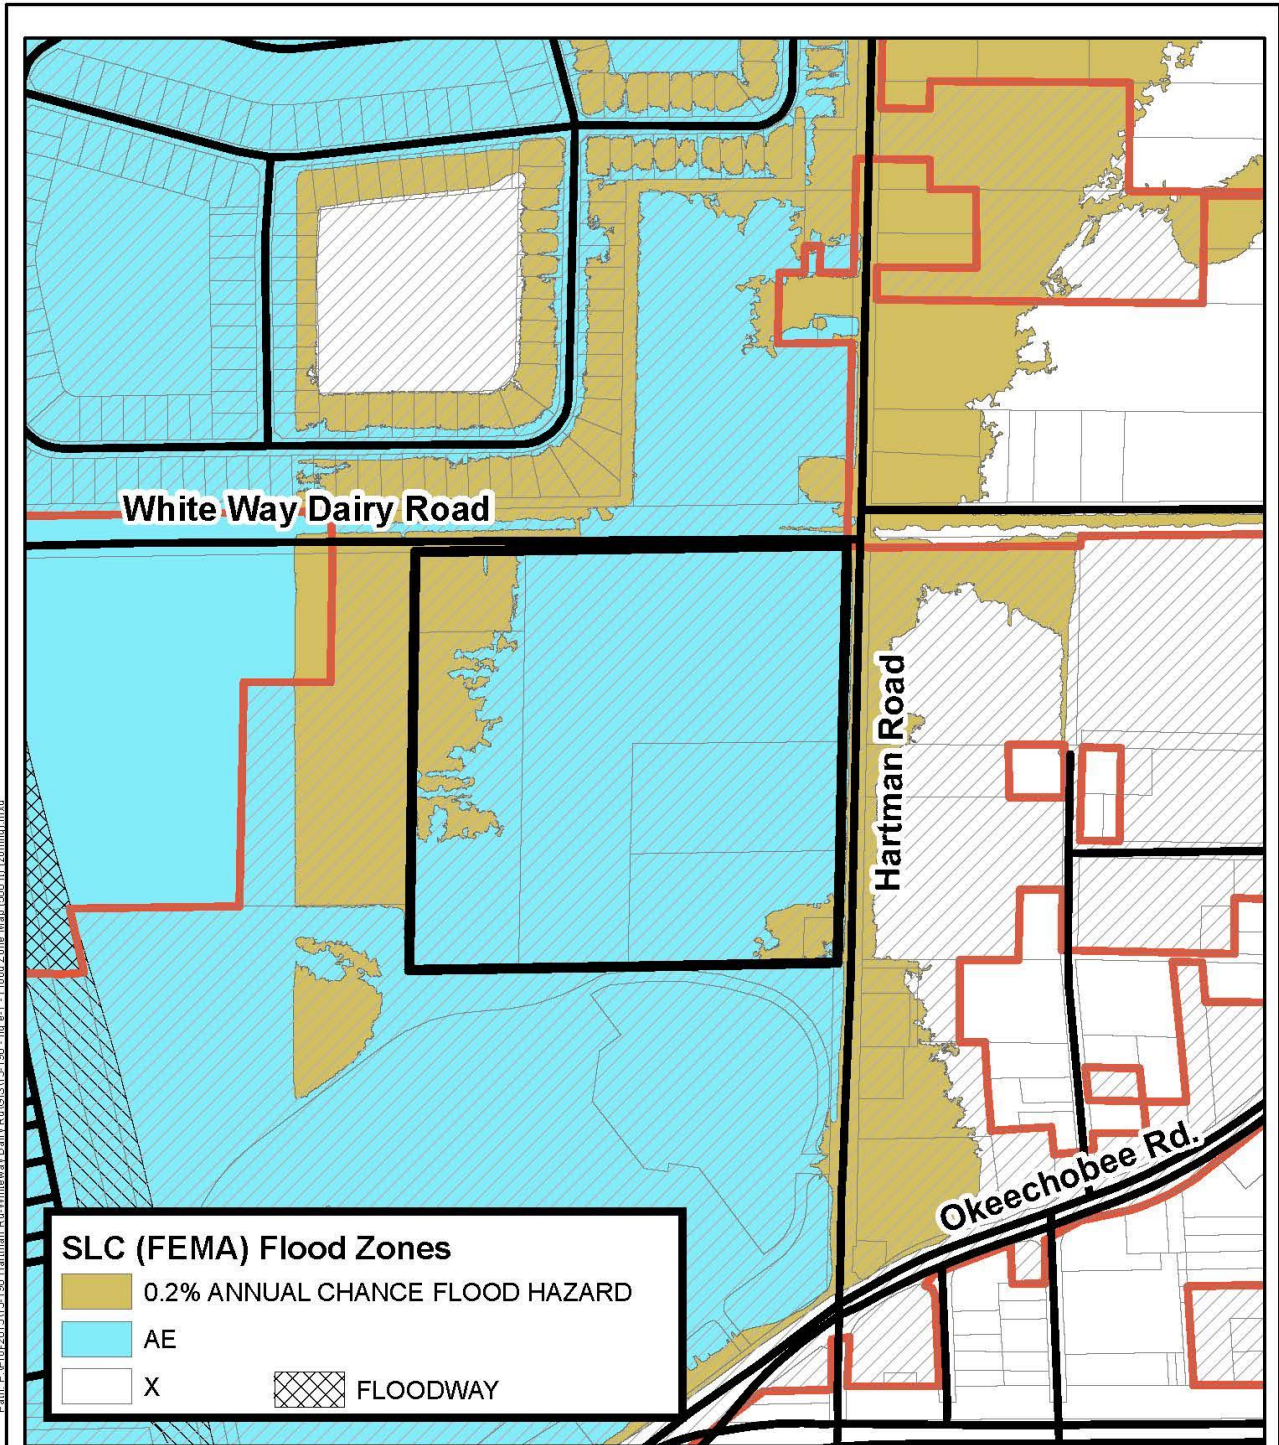 White Way Dairy Road
Hartman Road
Okeechobee Rd.
SLC (FEMA) Flood Zones
0.2% ANNUAL CHANCE FLOOD HAZARD
AE
X
FLOODWAY